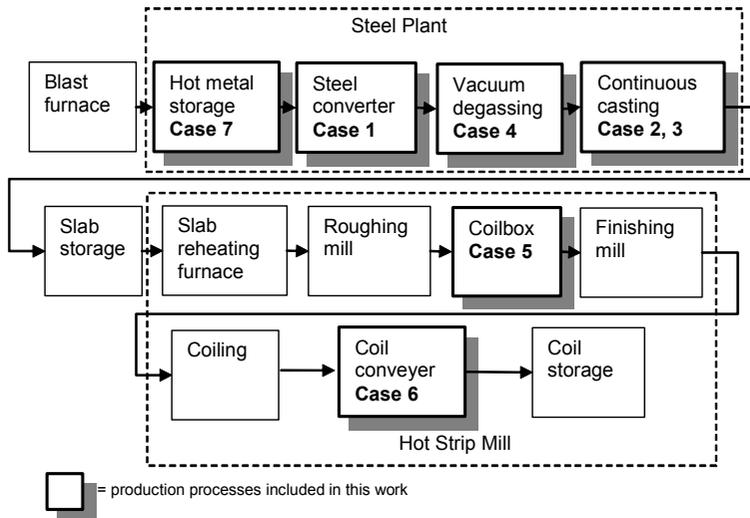 Steel Plant
Blast
furnace
Hot metal
storage
Case 7
Steel
converter
Case 1
Vacuum
degassing
Case 4
Continuous
casting
Case 2, 3
Slab
storage
Slab
reheating
furnace
Roughing
mill
Coilbox
Case 5
Finishing
mill
Coiling
Coil
conveyer
Case 6
Coil
storage
Hot Strip Mill
= production processes included in this work